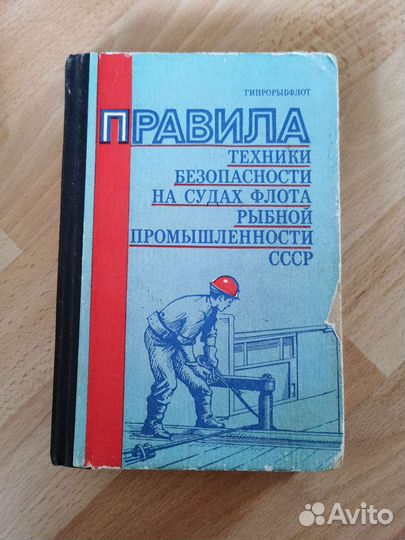 ГИПРОРЫБФЛОТ
ПРАВИЛА
ТЕХНИКИ
БЕЗОПАСНОСТИ
НА СУДАХ ФЛОТА
РЫБНОЙ
ПРОМЫШЛЕННОСТИ
СССР
Avito